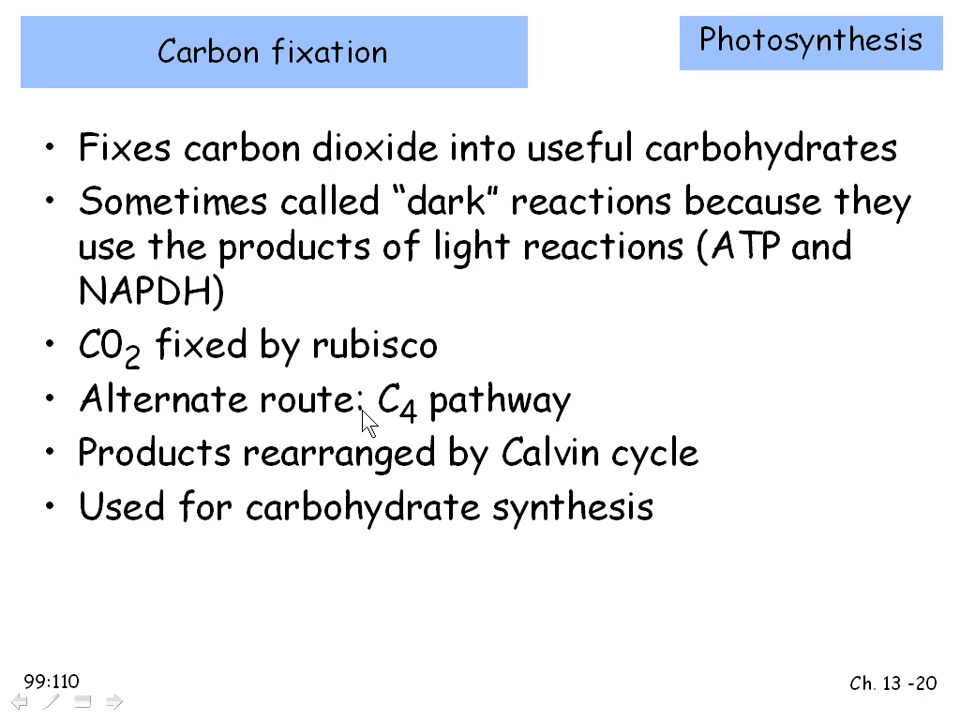 Carbon fixation
Photosynthesis
• Fixes carbon dioxide into useful carbohydrates
• Sometimes called “dark” reactions because they
use the products of light reactions (ATP and
NAPDH)
• C0₂ fixed by rubisco
• Alternate route: C₄ pathway
• Products rearranged by Calvin cycle
• Used for carbohydrate synthesis
99:110
Ch. 13 -20